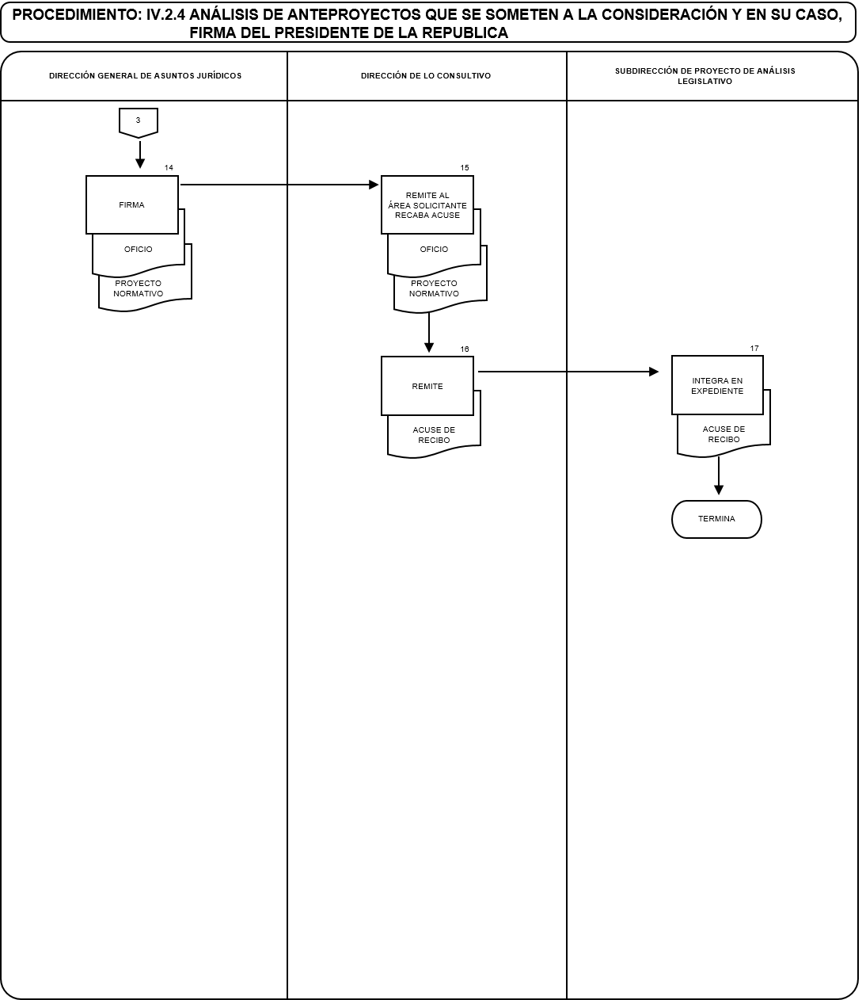 PROCEDIMIENTO: IV.2.4 ANÁLISIS DE ANTEPROYECTOS QUE SE SOMETEN A LA CONSIDERACIÓN Y EN SU CASO,
FIRMA DEL PRESIDENTE DE LA REPUBLICA
DIRECCIÓN GENERAL DE ASUNTOS JURÍDICOS
DIRECCIÓN DE LO CONSULTIVO
SUBDIRECCIÓN DE PROYECTO DE ANÁLISIS
LEGISLATIVO
3
14
FIRMA
OFICIO
PROYECTO
NORMATIVO
15
REMITE AL
ÁREA SOLICITANTE
RECABA ACUSE
OFICIO
PROYECTO
NORMATIVO
16
REMITE
ACUSE DE
RECIBO
17
INTEGRA EN
EXPEDIENTE
ACUSE DE
RECIBO
TERMINA